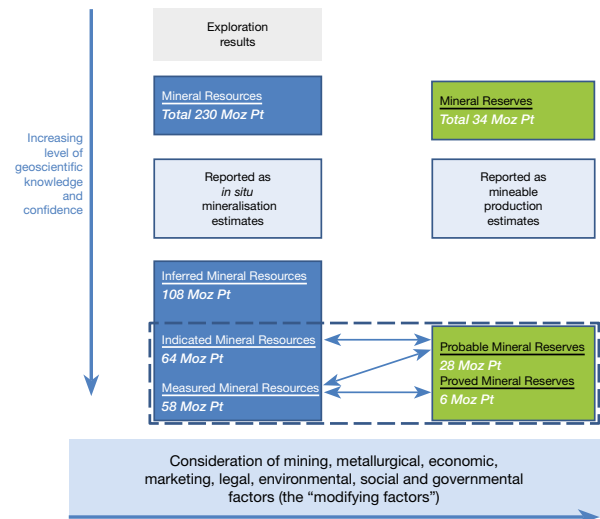 Exploration
results
Mineral Resources
Total 230 Moz Pt
Mineral Reserves
Total 34 Moz Pt
Increasing
level of
geoscientific
knowledge
and
confidence
Reported as
in situ
mineralisation
estimates
Reported as
mineable
production
estimates
Inferred Mineral Resources
108 Moz Pt
Indicated Mineral Resources
64 Moz Pt
Measured Mineral Resources
58 Moz Pt
Probable Mineral Reserves
28 Moz Pt
Proved Mineral Reserves
6 Moz Pt
Consideration of mining, metallurgical, economic,
marketing, legal, environmental, social and governmental
factors (the “modifying factors”)